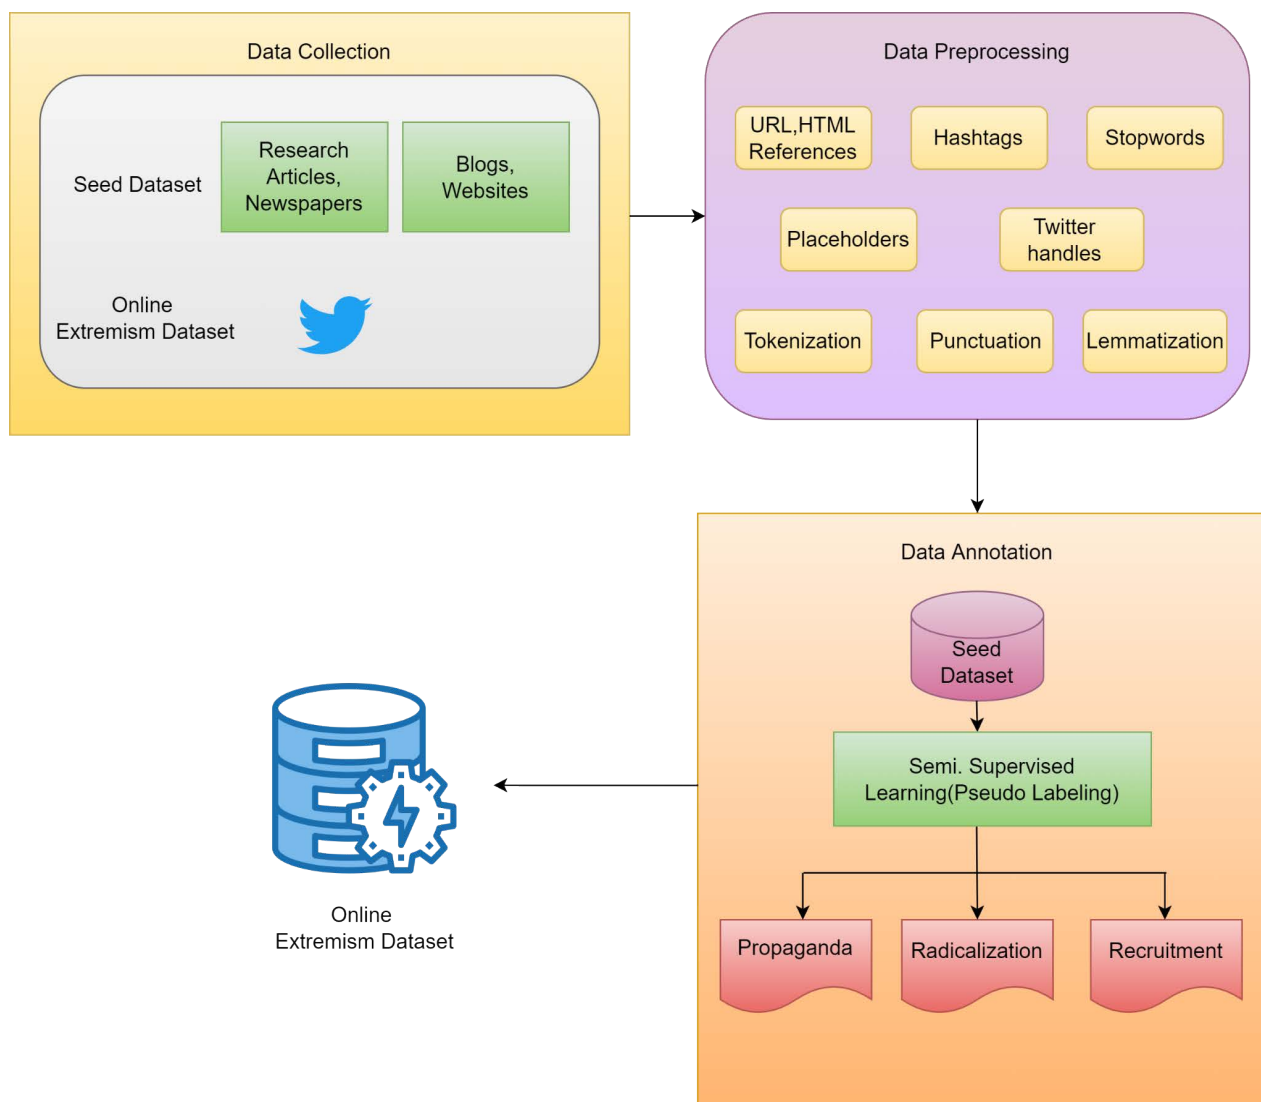 Data Collection
Seed Dataset
Research
Articles,
Newspapers
Blogs,
Websites
Online
Extremism Dataset
Data Preprocessing
URL,HTML
References
Hashtags
Stopwords
Placeholders
Twitter
handles
Tokenization
Punctuation
Lemmatization
Data Annotation
Seed
Dataset
Semi. Supervised
Learning(Pseudo Labeling)
Propaganda
Radicalization
Recruitment
Online
Extremism Dataset